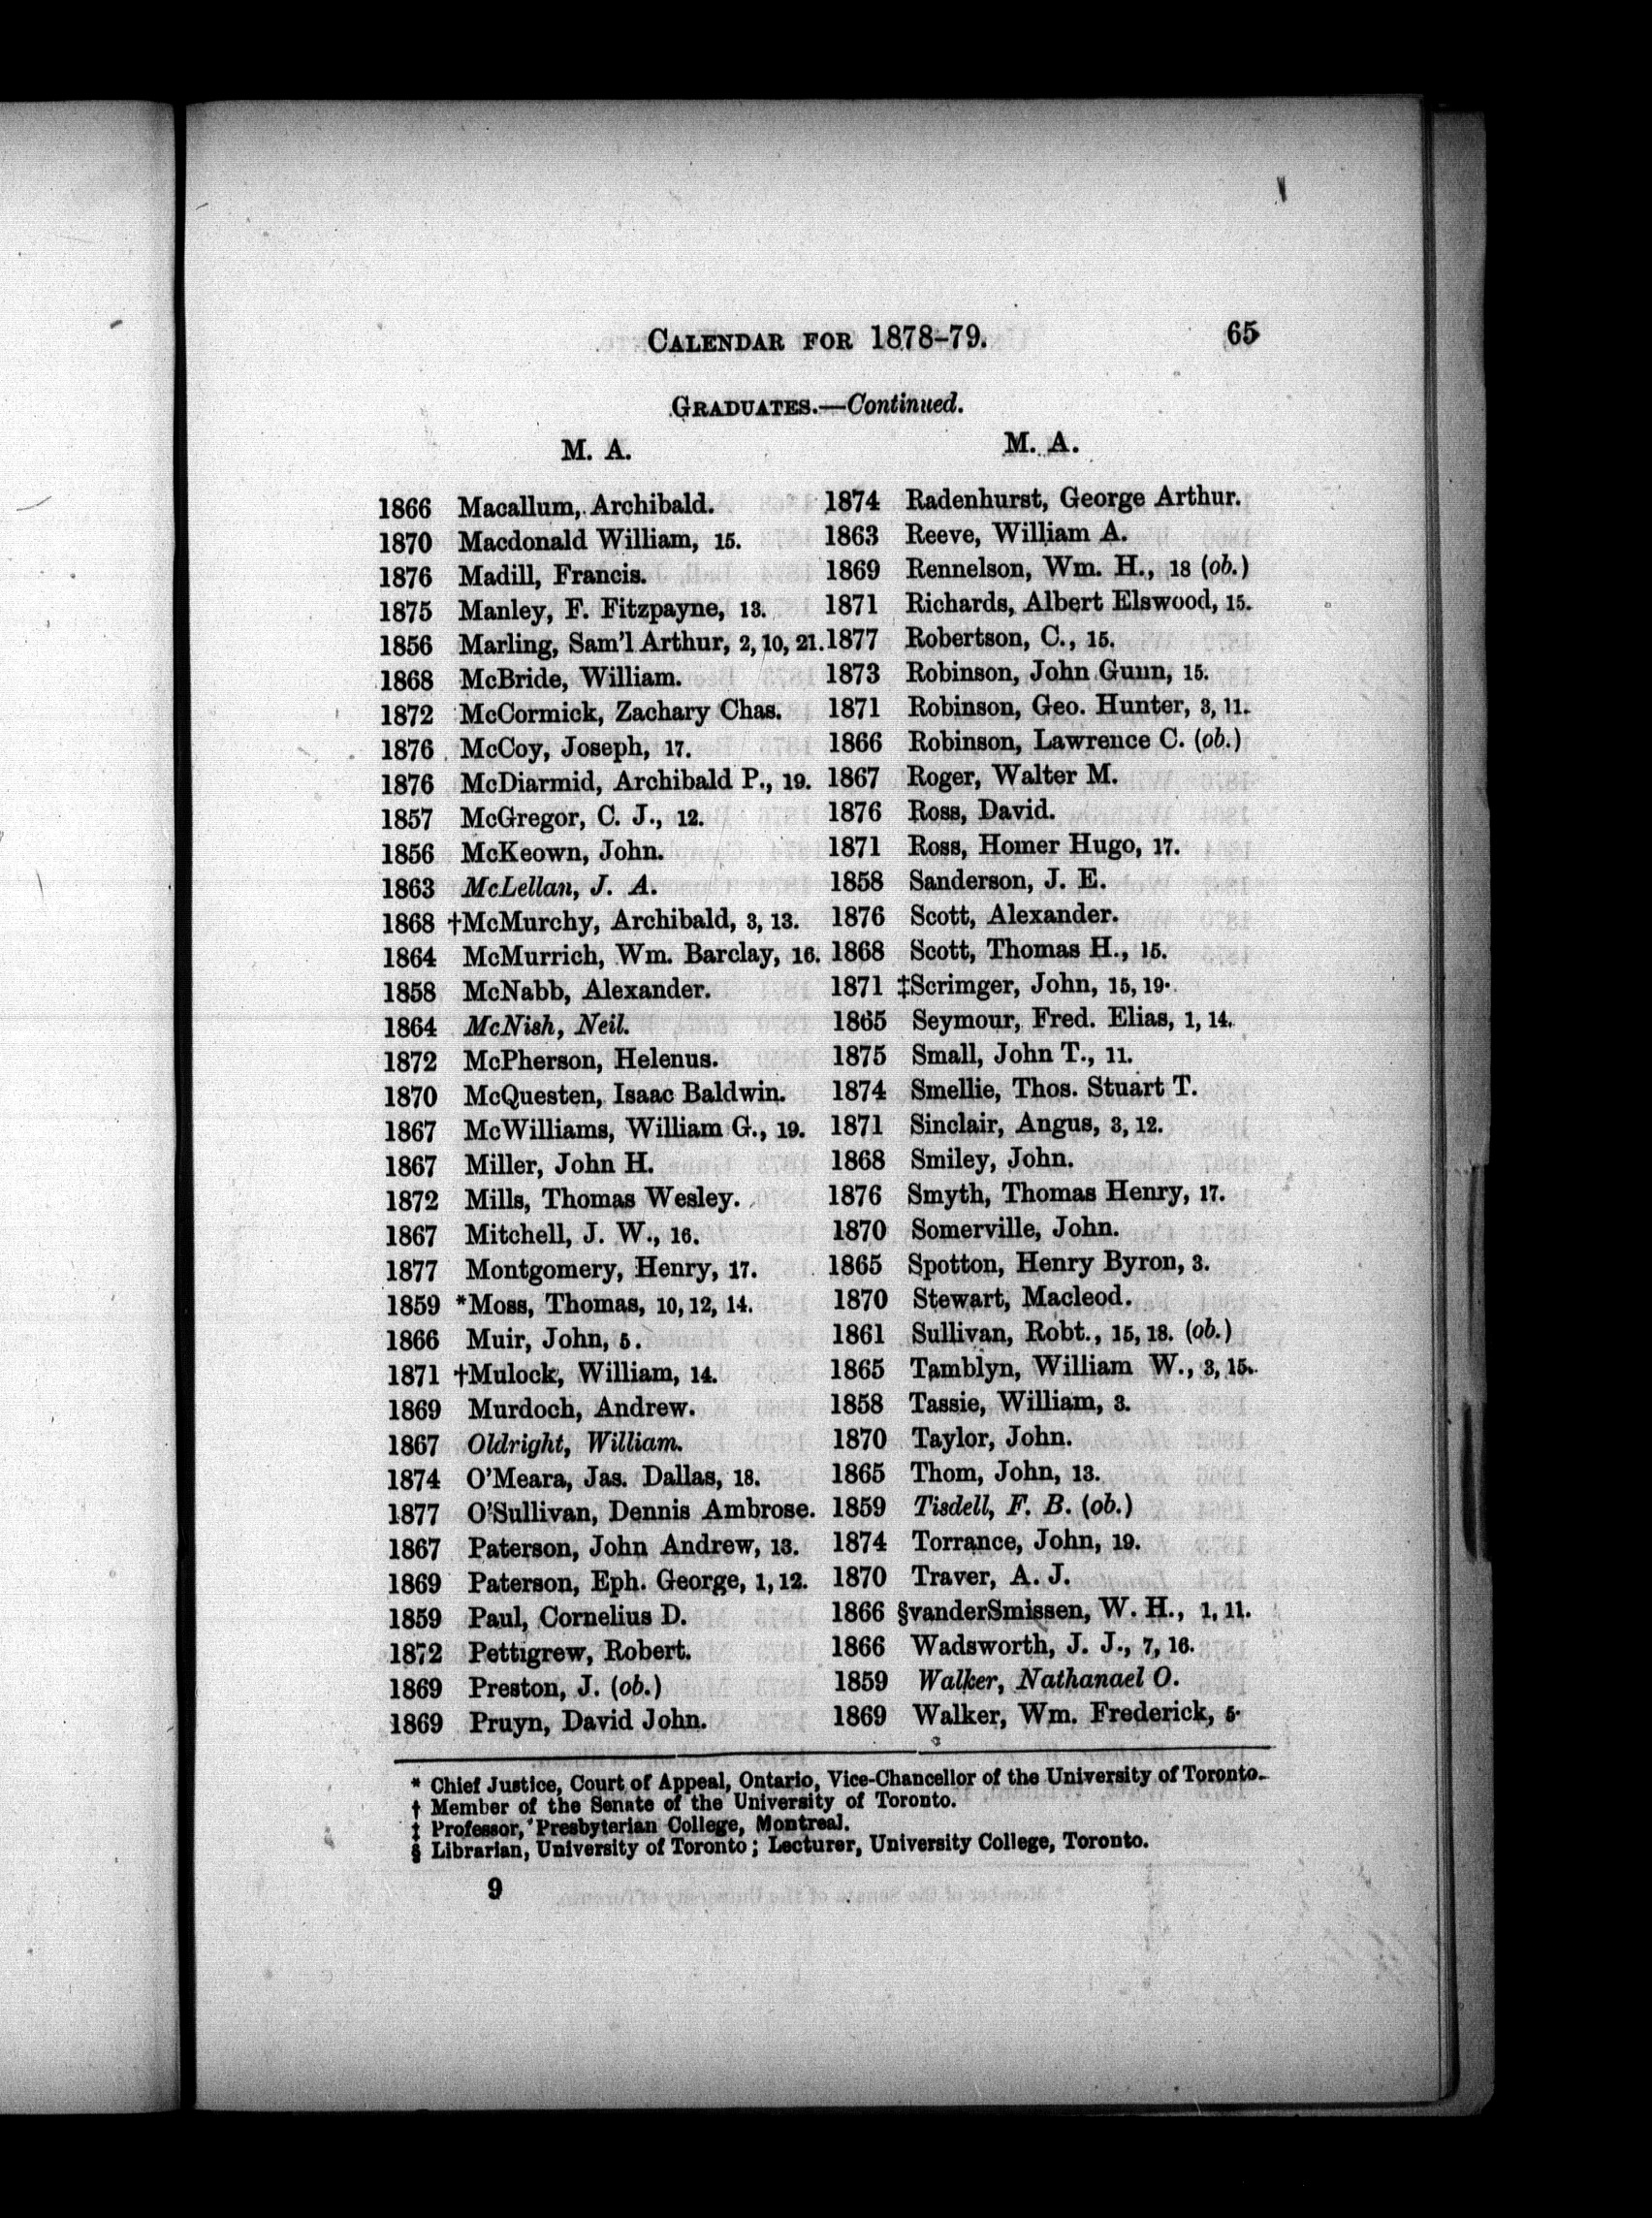 CALENDAR FOR 1878-79. 65
GRADUATES.—Continued.
M. A.
1866 Macallum, Archibald.
1870 Macdonald William, 15.
1876 Madill, Francis.
1875 Manley, F. Fitzpayne, 13.
1856 Marling, Sam'l Arthur, 2, 10, 21.
1868 McBride, William.
1872 McCormick, Zachary Chas.
1876 McCoy, Joseph, 17.
1876 McDiarmid, Archibald P., 19.
1857 McGregor, C. J., 12.
1856 McKeown, John.
1863 McLellan, J. A.
1868 †McMurchy, Archibald, 3, 13.
1864 McMurrich, Wm. Barclay, 16.
1858 McNabb, Alexander.
1864 McNish, Neil.
1872 McPherson, Helenus.
1870 McQuesten, Isaac Baldwin.
1867 McWilliams, William G., 19.
1867 Miller, John H.
1872 Mills, Thomas Wesley.
1867 Mitchell, J. W., 16.
1877 Montgomery, Henry, 17.
1859 *Moss, Thomas, 10, 12, 14.
1866 Muir, John, 5.
1871 †Mulock, William, 14.
1869 Murdoch, Andrew.
1867 Oldright, William.
1874 O'Meara, Jas. Dallas, 18.
1877 O'Sullivan, Dennis Ambrose.
1867 Paterson, John Andrew, 13.
1869 Paterson, Eph. George, 1, 12.
1859 Paul, Cornelius D.
1872 Pettigrew, Robert.
1869 Preston, J. (ob.)
1869 Pruyn, David John.
M. A.
1874 Radenhurst, George Arthur.
1863 Reeve, William A.
1869 Rennelson, Wm. H., 18 (ob.)
1871 Richards, Albert Elswood, 15.
1877 Robertson, C., 15.
1873 Robinson, John Gunn, 15.
1871 Robinson, Geo. Hunter, 3, 11.
1866 Robinson, Lawrence C. (ob.)
1867 Roger, Walter M.
1876 Ross, David.
1871 Ross, Homer Hugo, 17.
1858 Sanderson, J. E.
1876 Scott, Alexander.
1868 Scott, Thomas H., 15.
1871 ‡Scrimger, John, 15, 19.
1865 Seymour, Fred. Elias, 1, 14.
1875 Small, John T., 11.
1874 Smellie, Thos. Stuart T.
1871 Sinclair, Angus, 3, 12.
1868 Smiley, John.
1876 Smyth, Thomas Henry, 17.
1870 Somerville, John.
1865 Spotton, Henry Byron, 3.
1870 Stewart, Macleod.
1861 Sullivan, Robt., 15, 18. (ob.)
1865 Tamblyn, William W., 3, 15.
1858 Tassie, William, 3.
1870 Taylor, John.
1865 Thom, John, 13.
1859 Tisdell, F. B. (ob.)
1874 Torrance, John, 19.
1870 Traver, A. J.
1866 §vanderSmissen, W. H., 1, 11.
1866 Wadsworth, J. J., 7, 16.
1859 Walker, Nathanael O.
1869 Walker, Wm. Frederick, 5.
* Chief Justice, Court of Appeal, Ontario, Vice-Chancellor of the University of Toronto.
† Member of the Senate of the University of Toronto.
‡ Professor, Presbyterian College, Montreal.
§ Librarian, University of Toronto; Lecturer, University College, Toronto.
9